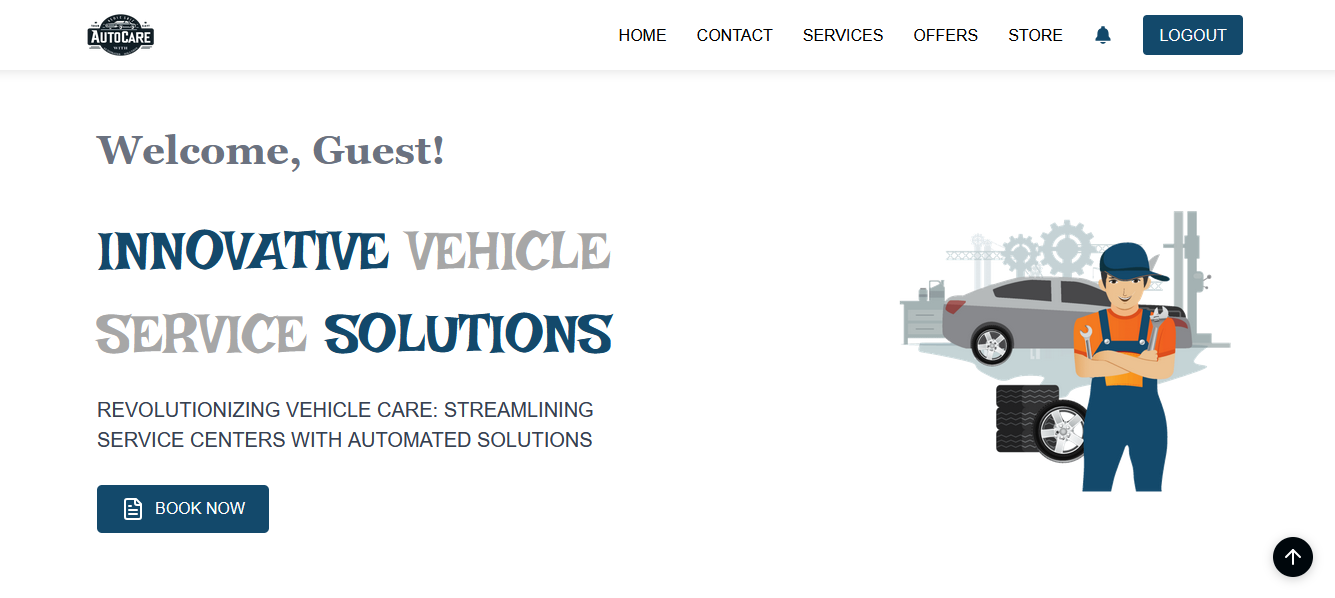 AUTOCARE
WITH
HOME CONTACT SERVICES OFFERS STORE LOGOUT
Welcome, Guest!
INNOVATIVE VEHICLE
SERVICE SOLUTIONS
REVOLUTIONIZING VEHICLE CARE: STREAMLINING
SERVICE CENTERS WITH AUTOMATED SOLUTIONS
BOOK NOW